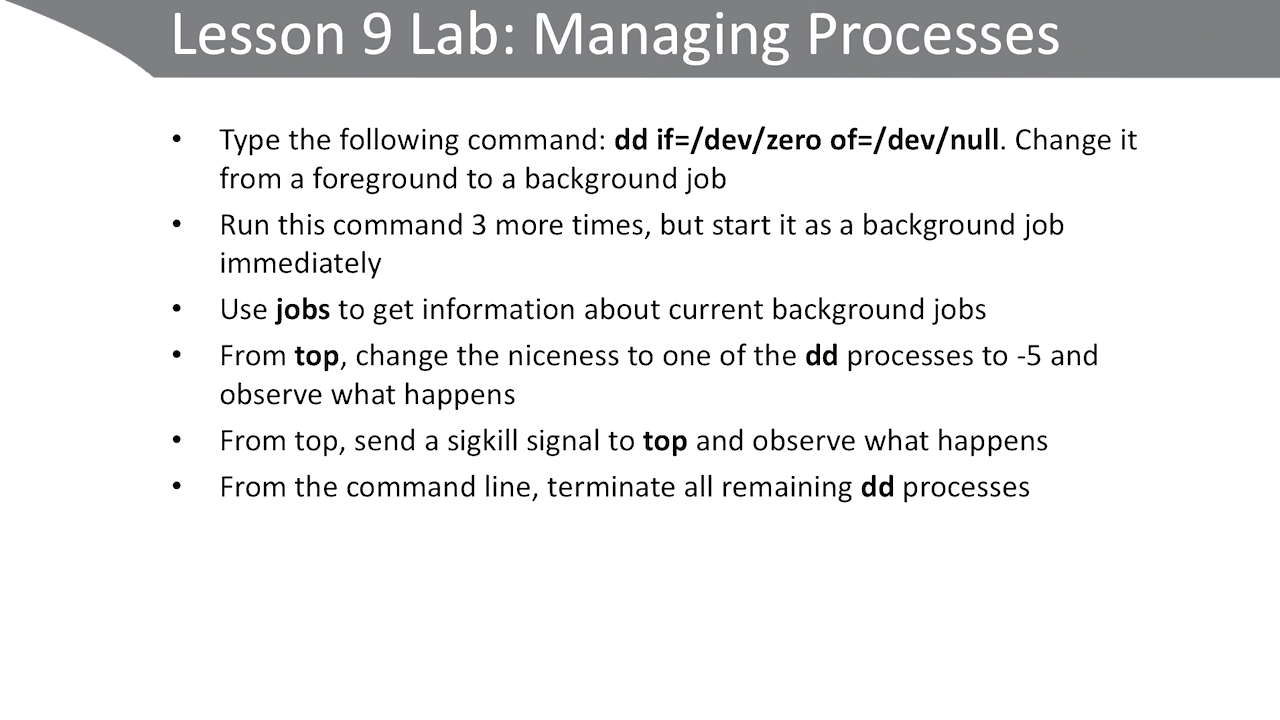 Lesson 9 Lab: Managing Processes
• Type the following command: dd if=/dev/zero of=/dev/null. Change it
from a foreground to a background job
• Run this command 3 more times, but start it as a background job
immediately
• Use jobs to get information about current background jobs
• From top, change the niceness to one of the dd processes to -5 and
observe what happens
• From top, send a sigkill signal to top and observe what happens
• From the command line, terminate all remaining dd processes